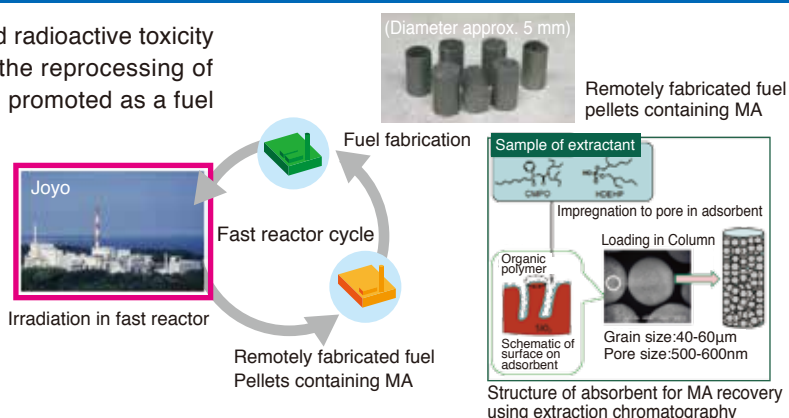 d radioactive toxicity
the reprocessing of
promoted as a fuel
(Diameter approx. 5 mm)
Remotely fabricated fuel
pellets containing MA
Fuel fabrication
Joyo
Fast reactor cycle
Irradiation in fast reactor
Remotely fabricated fuel
Pellets containing MA
Sample of extractant
CMPO
HDEHP
Impregnation to pore in adsorbent
Loading in Column
Organic
polymer
SiO₂
Schematic of
surface on
adsorbent
Grain size:40-60μm
Pore size:500-600nm
Structure of absorbent for MA recovery
using extraction chromatography